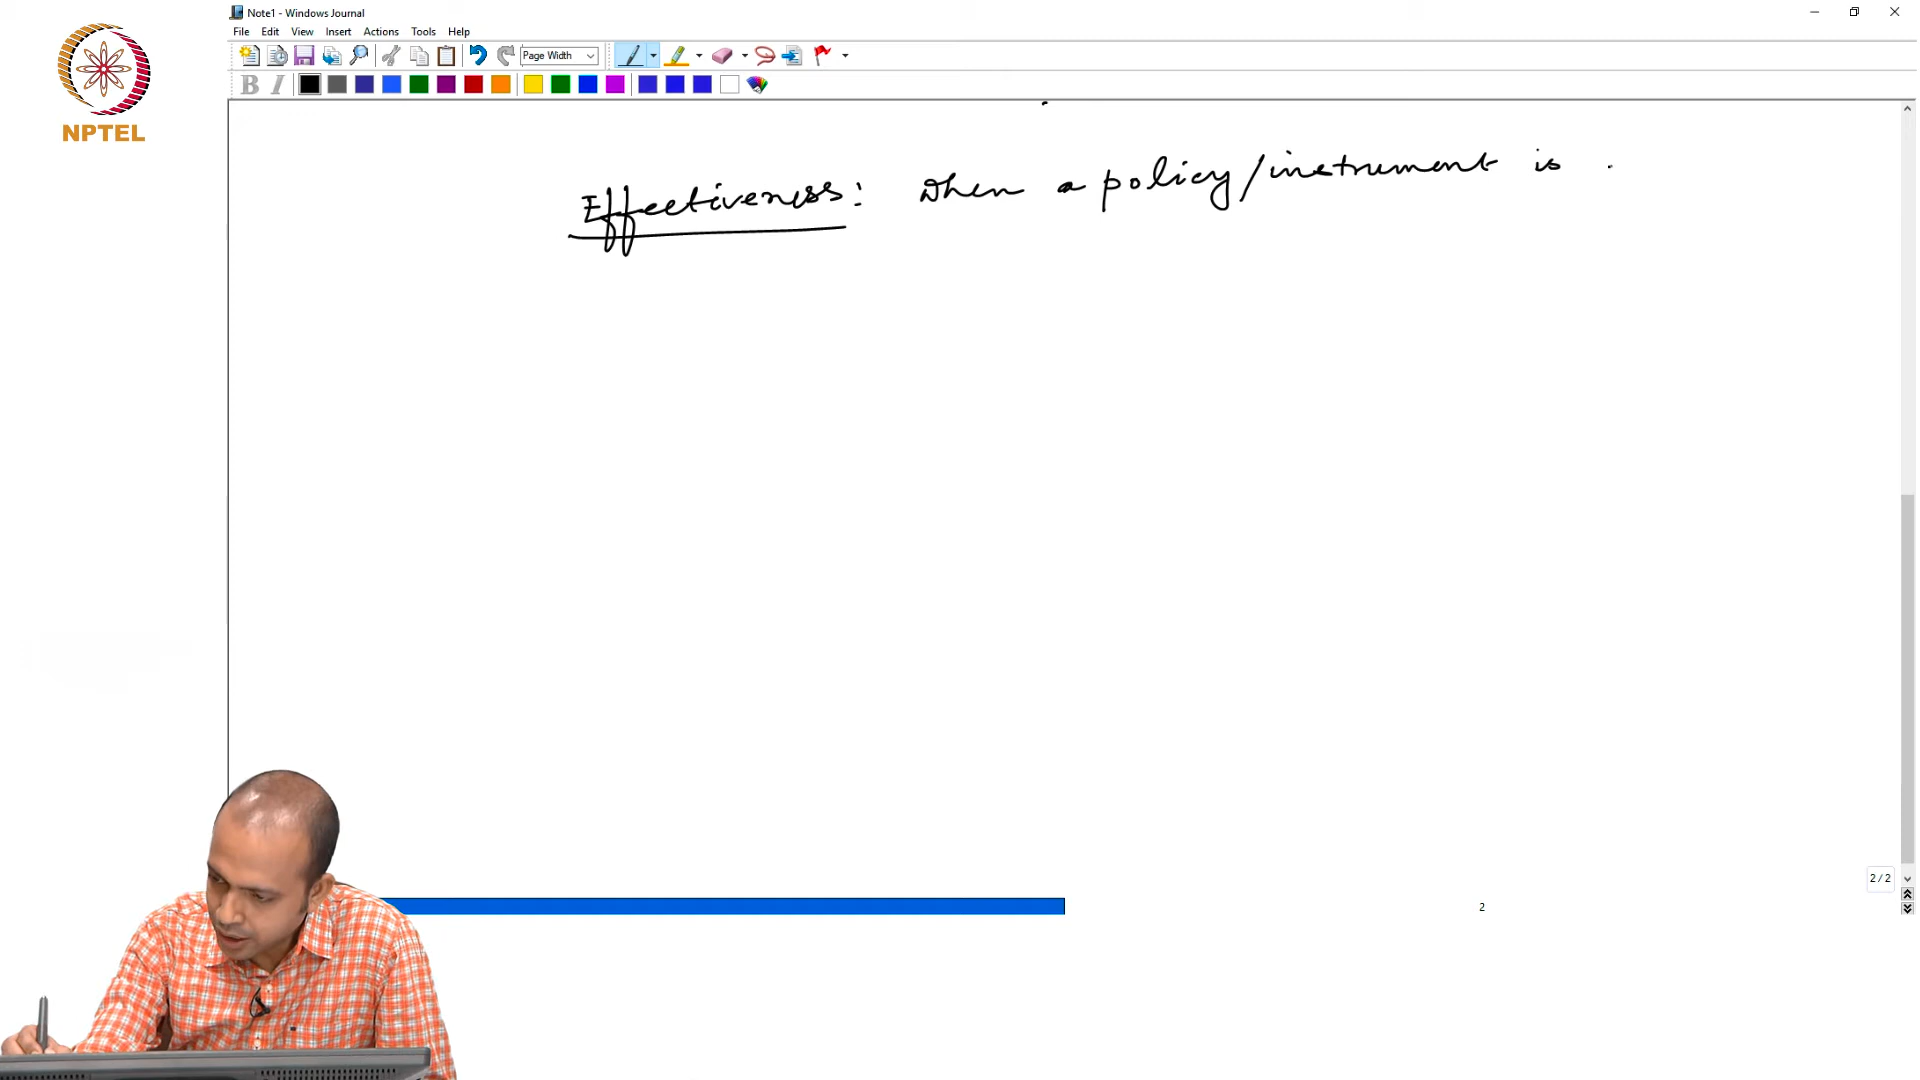 Note1 - Windows Journal
File Edit View Insert Actions Tools Help
Page Width
B I
NPTEL
Effectiveness: When a policy/instrument is
2/2
2